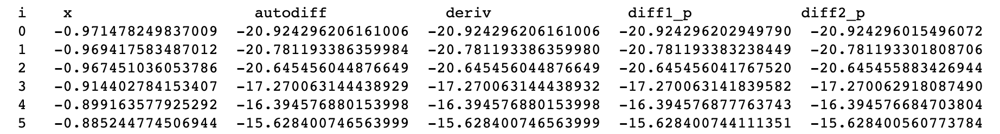 i x autodiff deriv diff1_p diff2_p
0 -0.971478249837009 -20.924296206161006 -20.924296206161006 -20.924296202949790 -20.924296015496072
1 -0.969417583487012 -20.781193386359984 -20.781193386359980 -20.781193383238449 -20.781193301808706
2 -0.967451036053786 -20.645456044876649 -20.645456044876649 -20.645456041767520 -20.645455883426944
3 -0.914402784153407 -17.270063144438929 -17.270063144438932 -17.270063141839582 -17.270062918087490
4 -0.899163577925292 -16.394576880153998 -16.394576880153998 -16.394576877763743 -16.394576684703804
5 -0.885244774506944 -15.628400746563999 -15.628400746563999 -15.628400744111351 -15.628400560773784